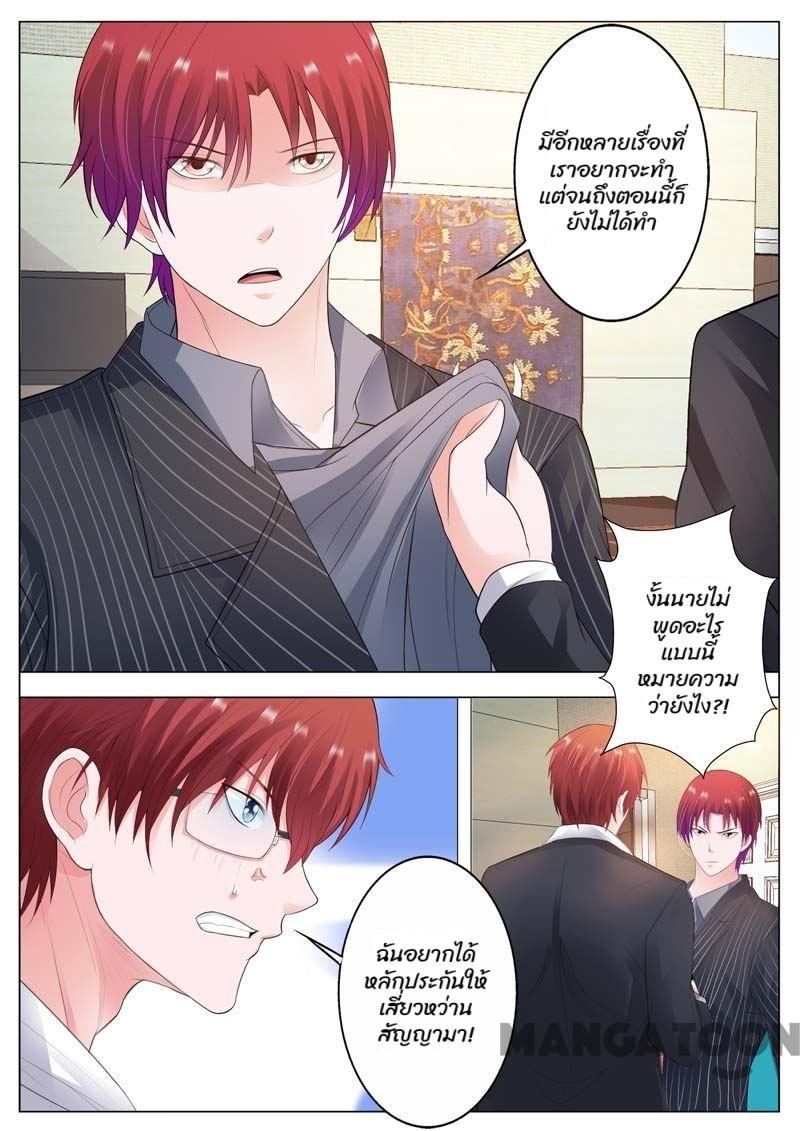 มีอีกหลายเรื่องที่
เราอยากจะทำ
แต่จนถึงตอนนี้ก็
ยังไม่ได้ทำ
งั้นนายไม่
พูดอะไร
แบบนี้
หมายความ
ว่ายังไง?!
ฉันอยากได้
หลักประกันให้
เสี่ยวหว่าน
สัญญามา!
MANGATOON